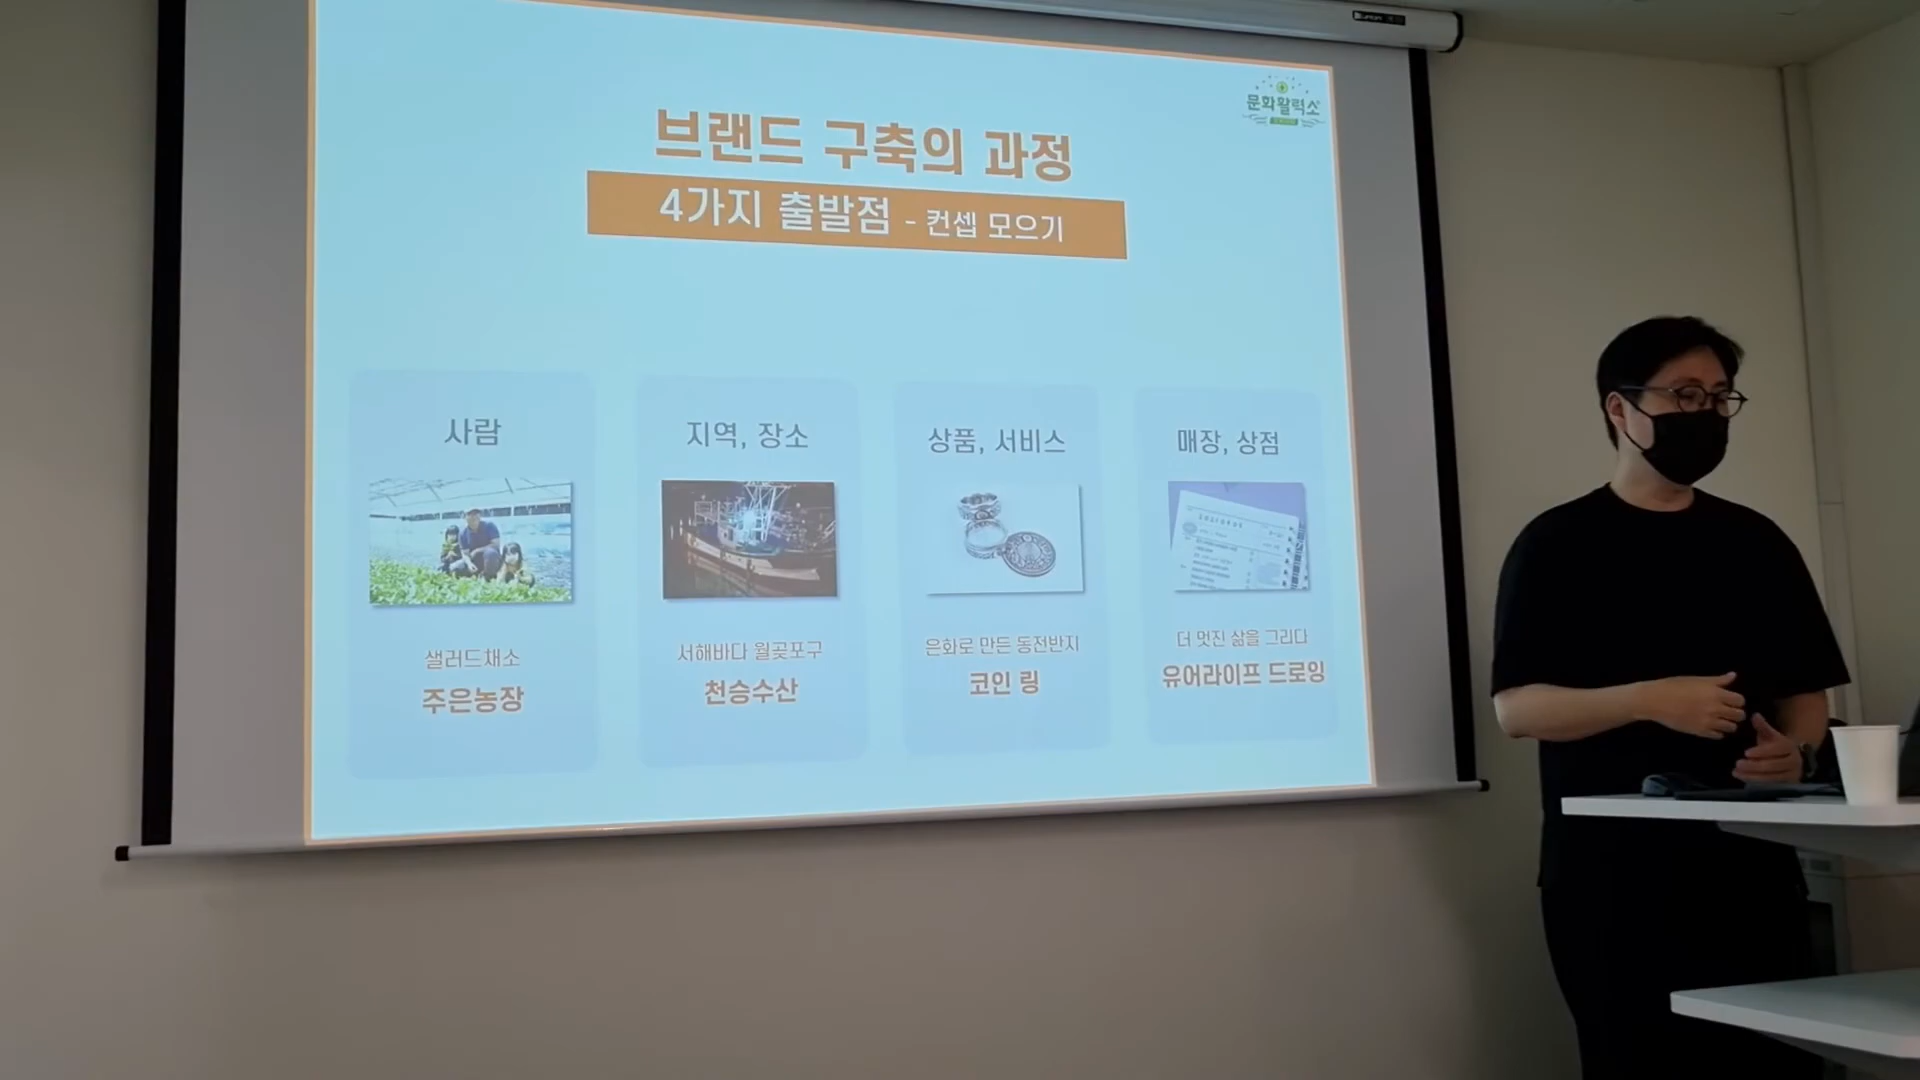 문화활력소
브랜드 구축의 과정
4가지 출발점 - 컨셉 모으기
사람
지역, 장소
상품, 서비스
매장, 상점
샐러드채소
주은농장
서해바다 월곶포구
천승수산
은화로 만든 동전반지
코인 링
더 멋진 삶을 그리다
유어라이프 드로잉